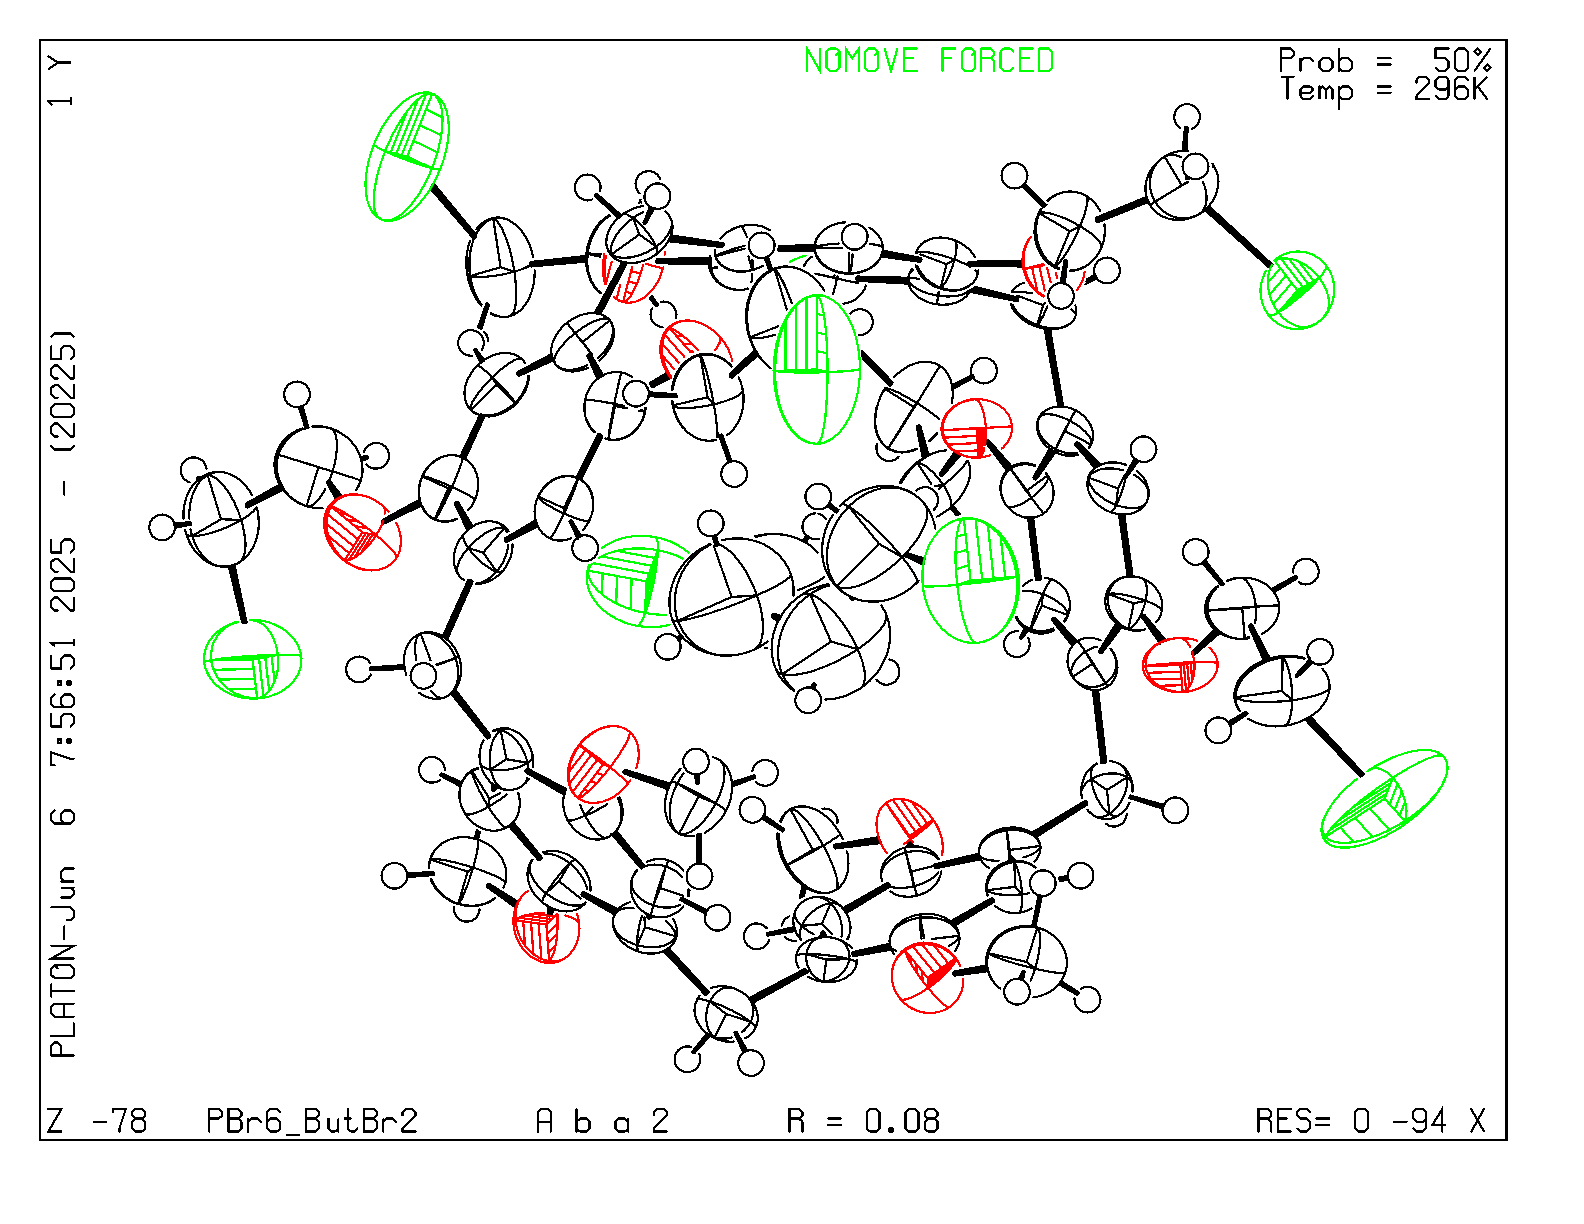 NOMOVE FORCED
Prob = 50%
Temp = 296K
PLATON-Jun 6 7:56:51 2025 - (20225) 1 Y
Z -78 PBr6_ButBr2 A b a 2 R = 0.08 RES= 0 -94 X